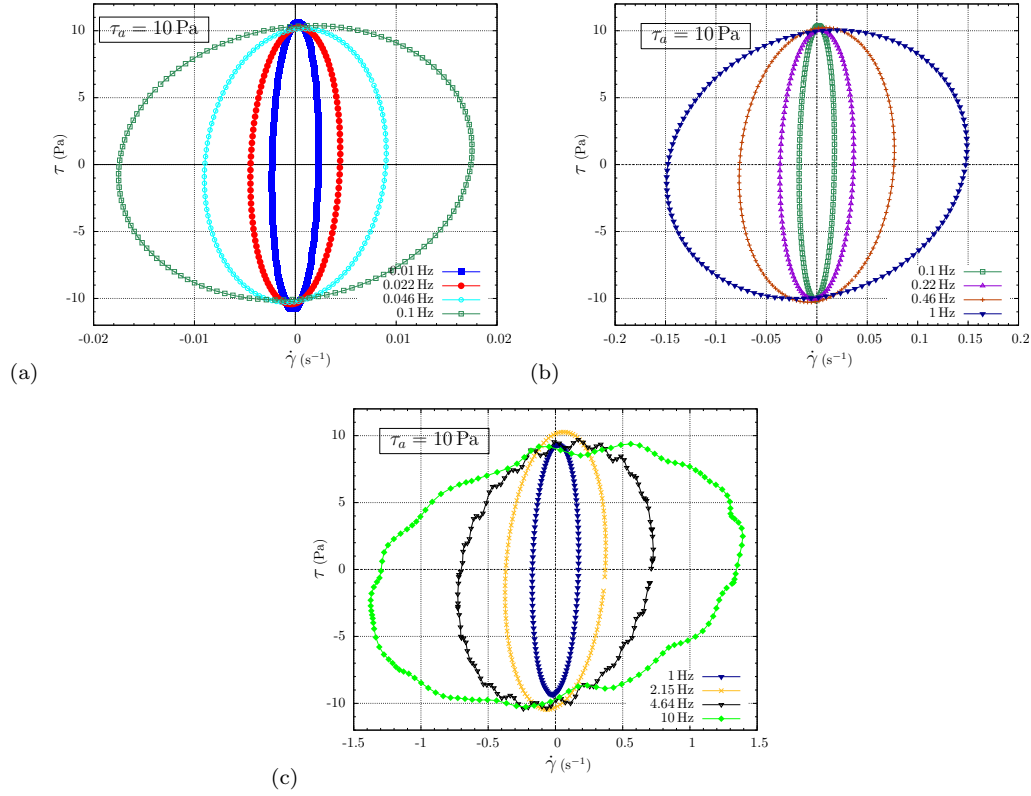 τa = 10 Pa
10
5
0
-5
-10
τ (Pa)
0.01 Hz
0.022 Hz
0.046 Hz
0.1 Hz
-0.02 -0.01 0 0.01 0.02
γ̇ (s⁻¹)
(a)
τa = 10 Pa
10
5
0
-5
-10
τ (Pa)
0.1 Hz
0.22 Hz
0.46 Hz
1 Hz
-0.2 -0.15 -0.1 -0.05 0 0.05 0.1 0.15 0.2
γ̇ (s⁻¹)
(b)
τa = 10 Pa
10
5
0
-5
-10
τ (Pa)
1 Hz
2.15 Hz
4.64 Hz
10 Hz
-1.5 -1 -0.5 0 0.5 1 1.5
γ̇ (s⁻¹)
(c)